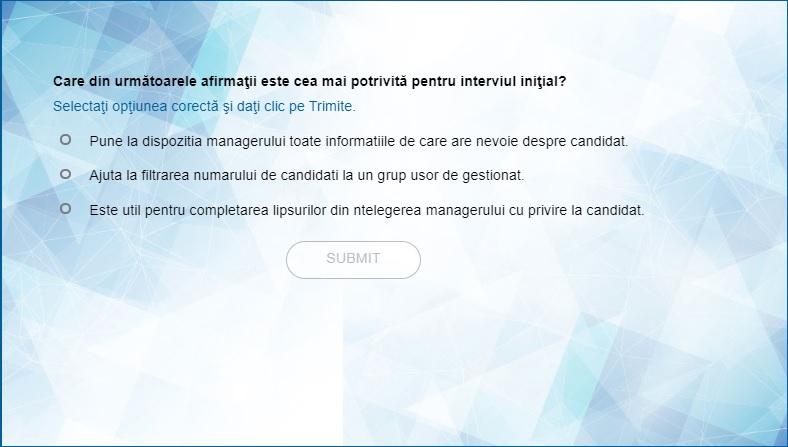 Care din următoarele afirmaţii este cea mai potrivită pentru interviul iniţial?
Selectaţi opţiunea corectă şi daţi clic pe Trimite.
Pune la dispozitia managerului toate informatiile de care are nevoie despre candidat.
Ajuta la filtrarea numarului de candidati la un grup usor de gestionat.
Este util pentru completarea lipsurilor din ntelegerea managerului cu privire la candidat.
SUBMIT